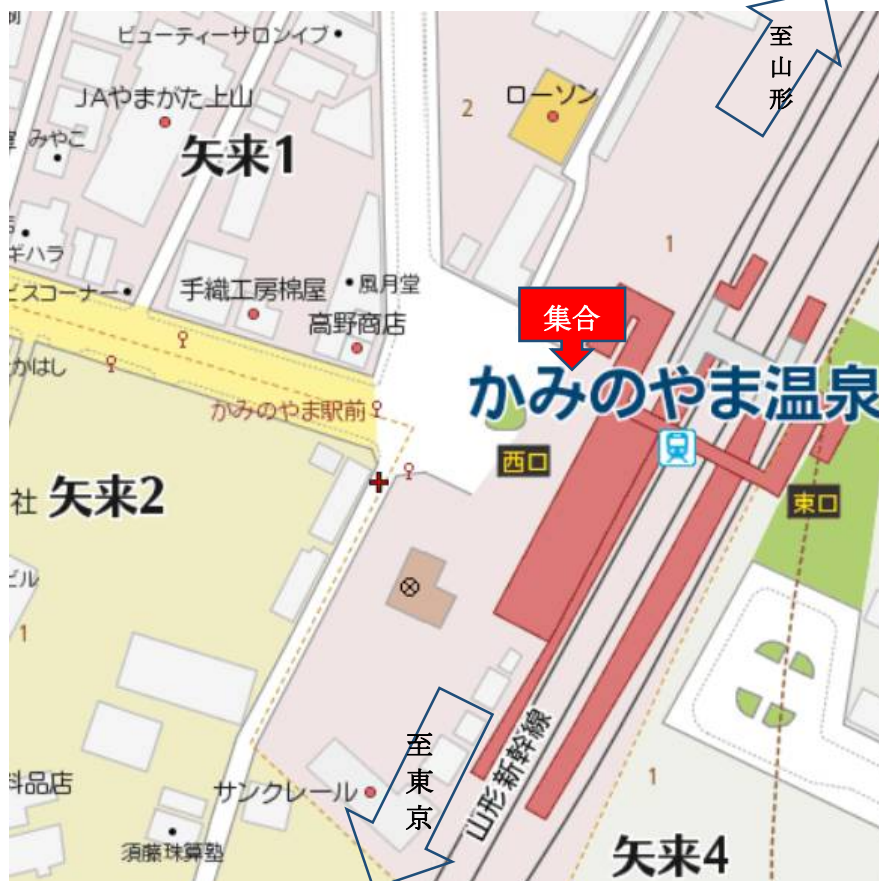 ビューティーサロンイブ
至山形
JAやまがた上山
ローソン
2
みやこ
矢来1
ギハラ
1
ビスコーナー
手織工房棉屋
風月堂
集合
高野商店
かみのやま温泉
かはし
かみのやま駅前
西口
社
矢来2
東口
ビル
1
至東京
山形新幹線
料品店
サンクレール
1
須藤珠算塾
矢来4